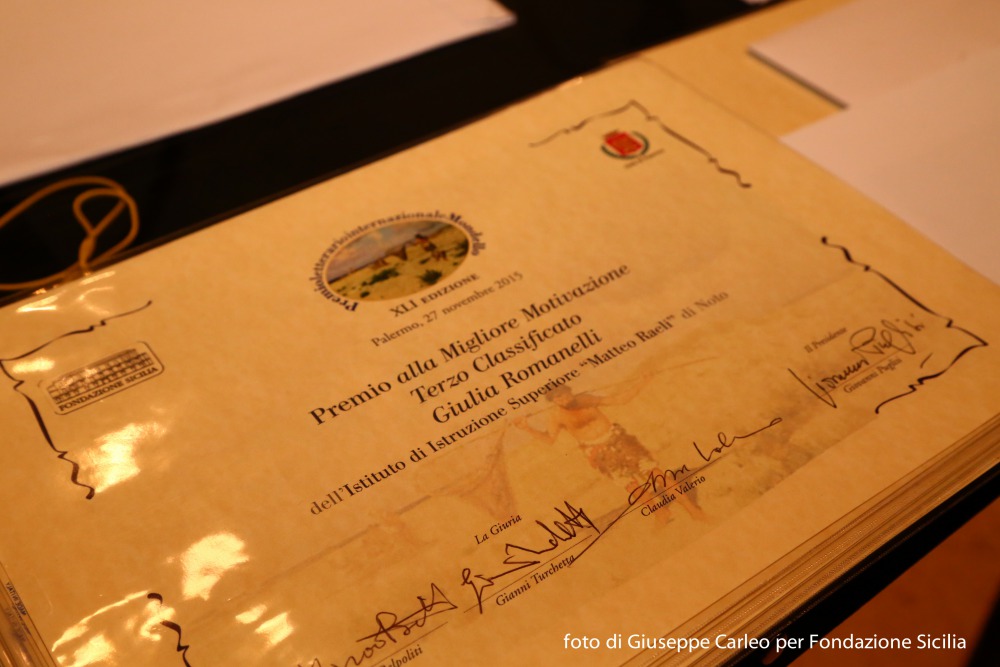 Premio letterario internazionale Mondello
XLI EDIZIONE
Palermo, 27 novembre 2015
FONDAZIONE SICILIA
Premio alla Migliore Motivazione
Terzo Classificato
Giulia Romanelli
dell'Istituto di Istruzione Superiore "Matteo Raeli" di Noto
Il Presidente
Giovanni Puglisi
La Giuria
Claudia Valerio
Gianni Turchetta
foto di Giuseppe Carleo per Fondazione Sicilia